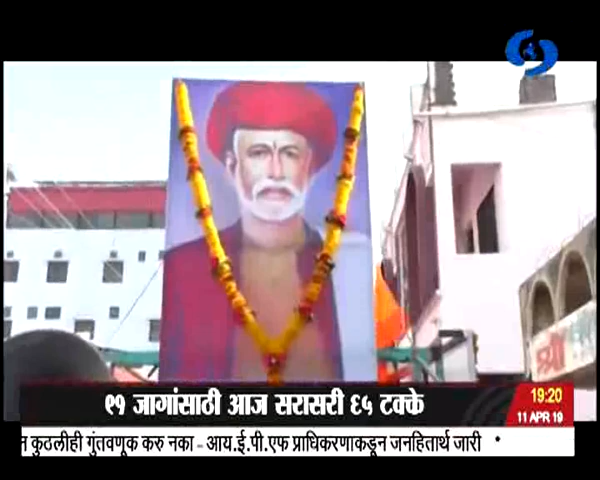 श्री
९१ जागांसाठी आज सरासरी ६५ टक्के
19:20
11 APR 19
कुठलीही गुंतवणूक करु नका - आय.ई.पी.एफ प्राधिकरणाकडून जनहितार्थ जारी •